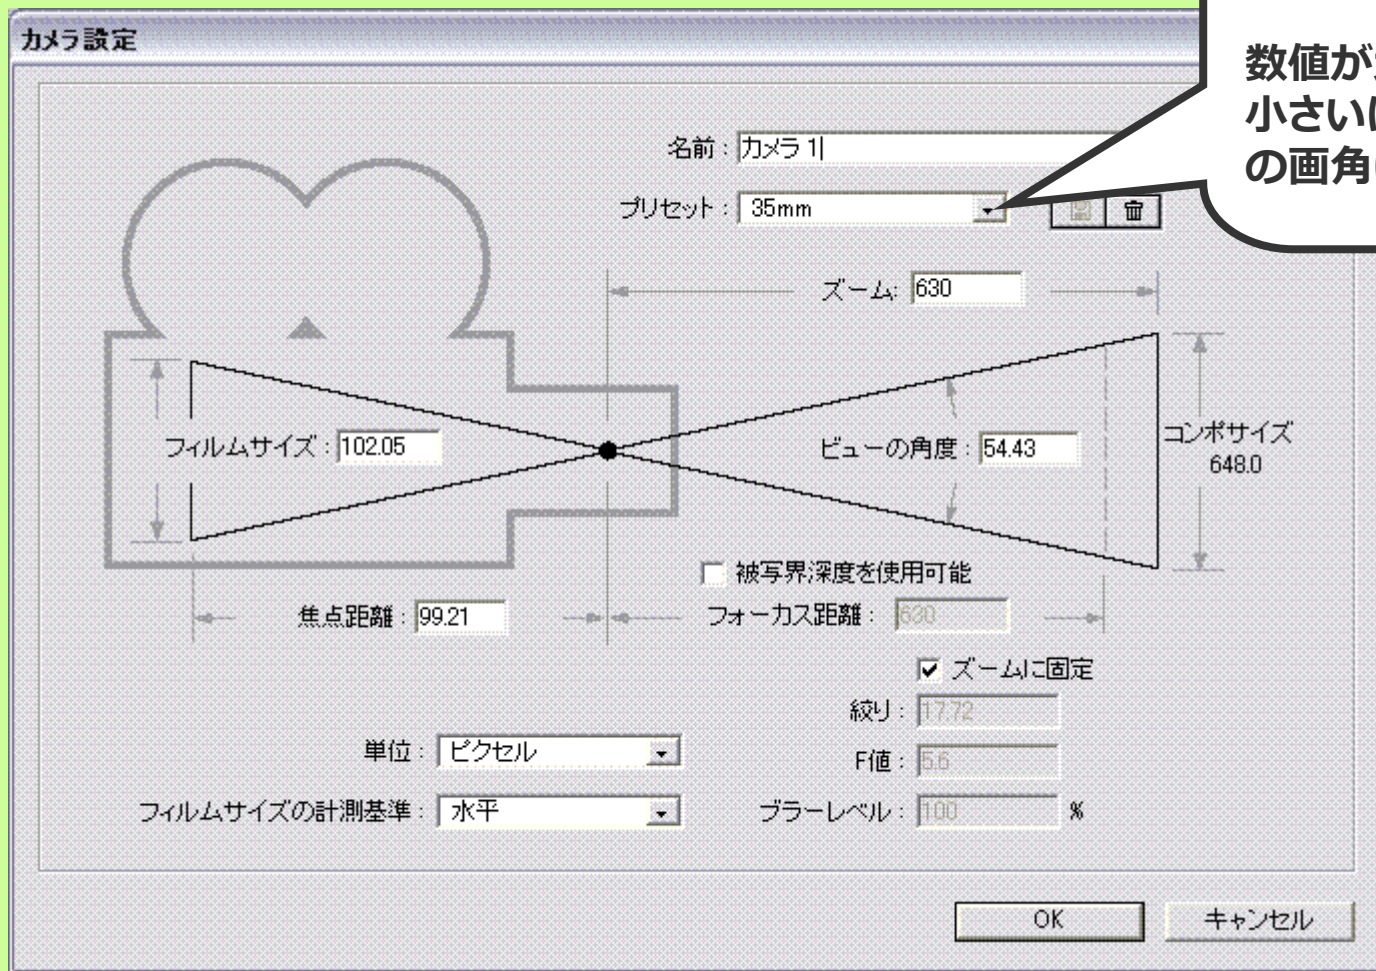 カメラ設定
数値が
小さい
の画角
名前：カメラ 1
プリセット：35mm
ズーム: 630
フィルムサイズ：102.05
ビューの角度：54.43
コンポサイズ
648.0
被写界深度を使用可能
焦点距離：99.21
フォーカス距離：630
ズームに固定
絞り：17.72
単位：ピクセル
F値：5.6
フィルムサイズの計測基準：水平
ブラーレベル：100 %
OK キャンセル